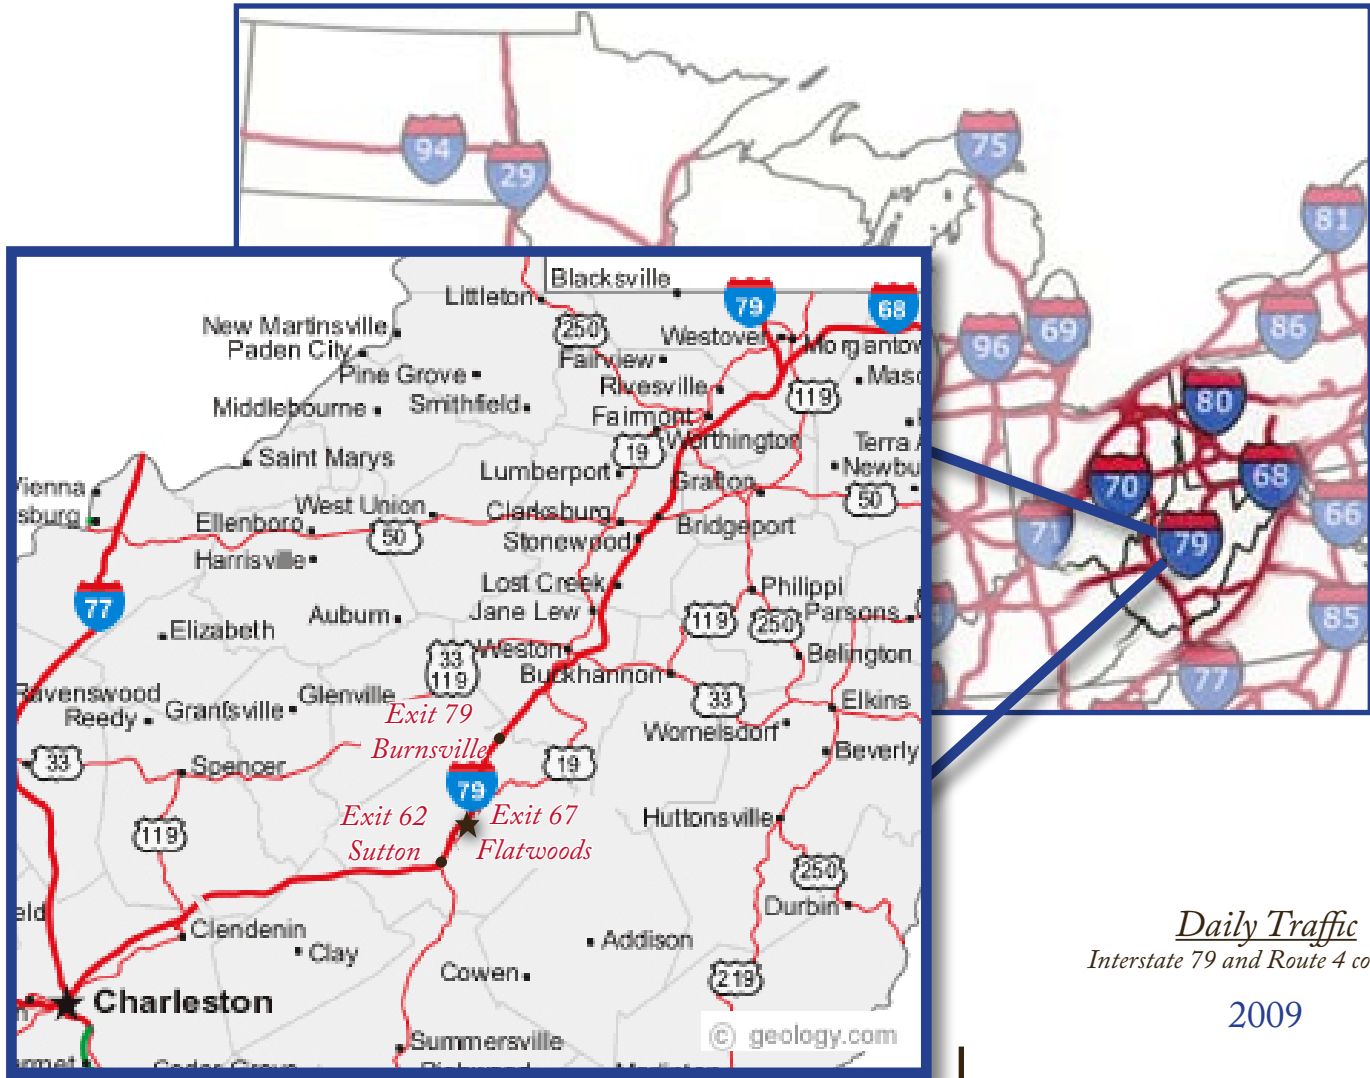 94
29
75
81
86
69
96
80
70
68
66
71
79
85
77
Blacksville
Littleton
79
68
New Martinsville
250
Westover
Paden City
Fairview
Pine Grove
Rivesville
119
Middlebourne
Smithfield
Fairmont
Worthington
19
Terra
Saint Marys
Lumberport
Grafton
50
West Union
Clarksburg
Ellenboro
Bridgeport
50
Stonewood
Harrisville
77
Lost Creek
Philippi
Auburn
Jane Lew
119
250
Parsons
Elizabeth
33
119
Weston
Belington
Buckhannon
Glenville
33
Elkins
Reedy
Grantsville
Exit 79
Burnsville
Womelsdorf
Beverly
33
Spencer
19
79
119
Exit 62
Sutton
Exit 67
Flatwoods
Huttonsville
250
Durbin
Clendenin
Clay
Addison
Cowen
219
Charleston
Summersville
© geology.com
Daily Traffic
Interstate 79 and Route 4 co
2009